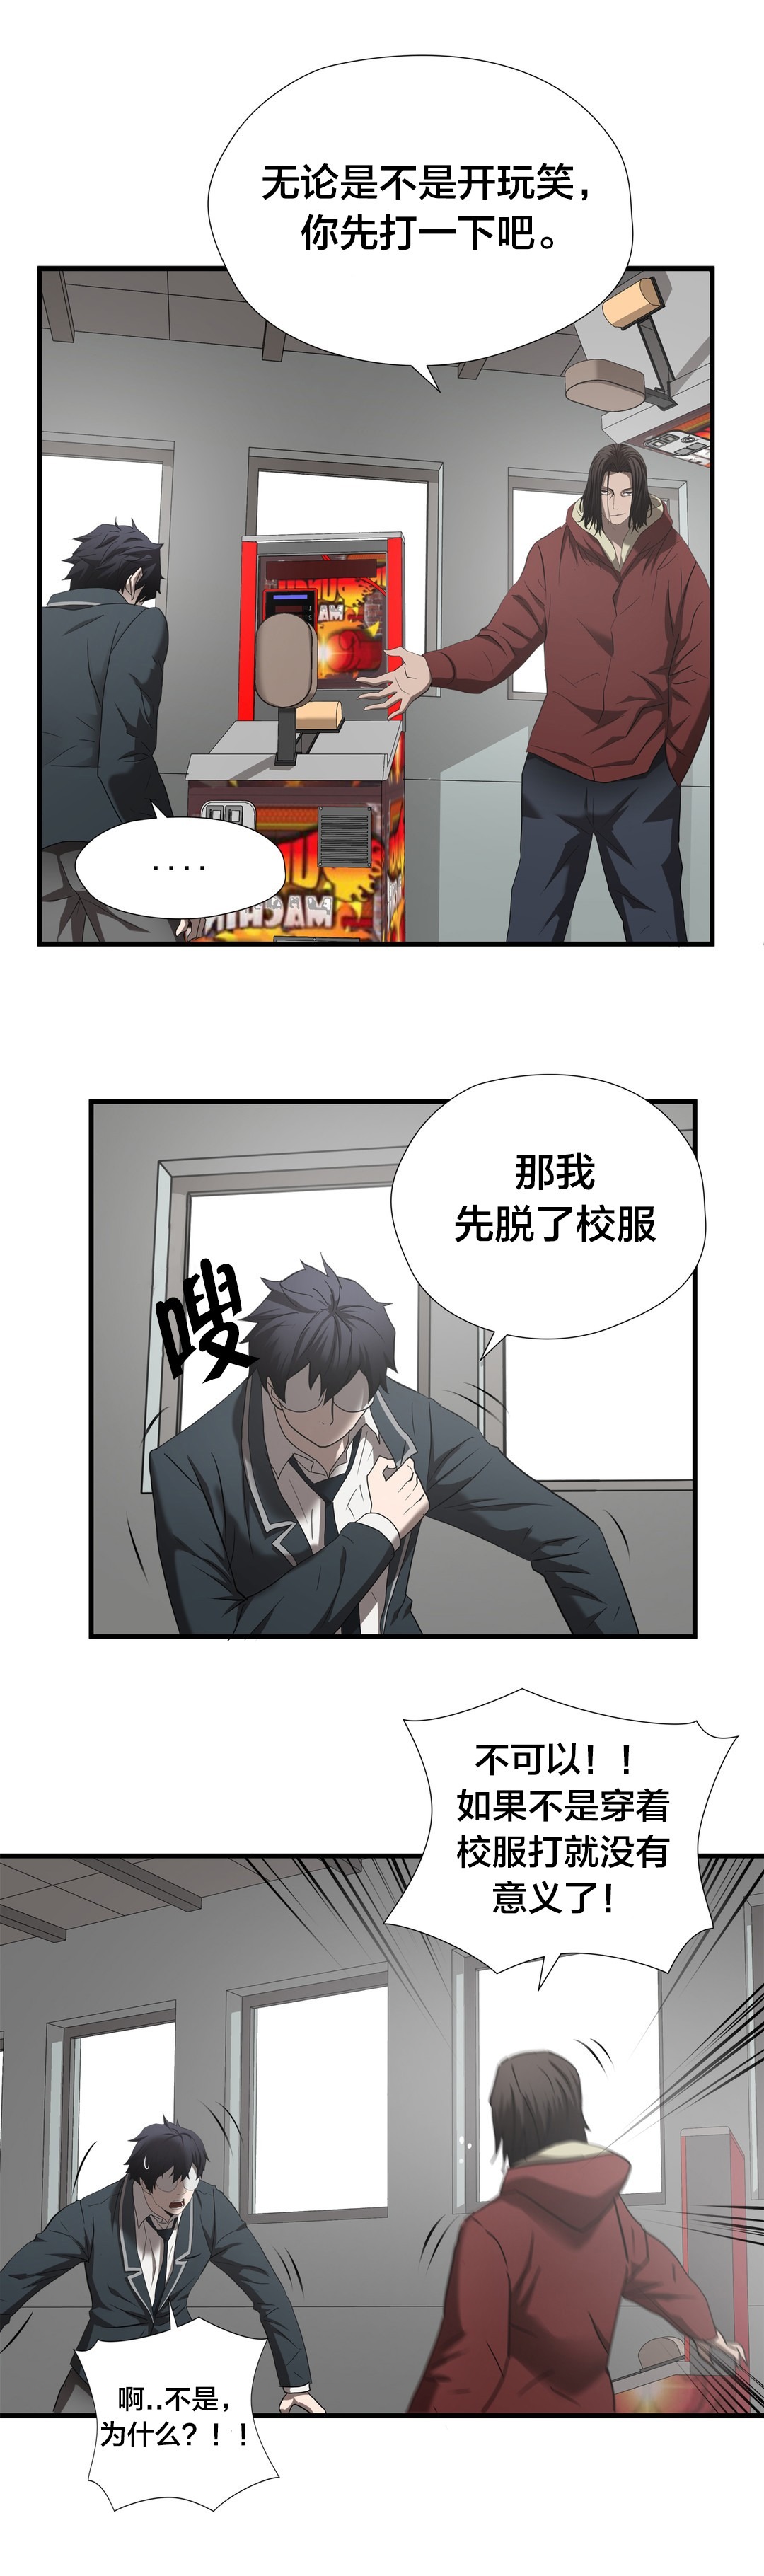 无论是不是开玩笑，
你先打一下吧。
MACHIN
....
那我
先脱了校服
嗖
不可以！！
如果不是穿着
校服打就没有
意义了！
啊..不是，
为什么？！！